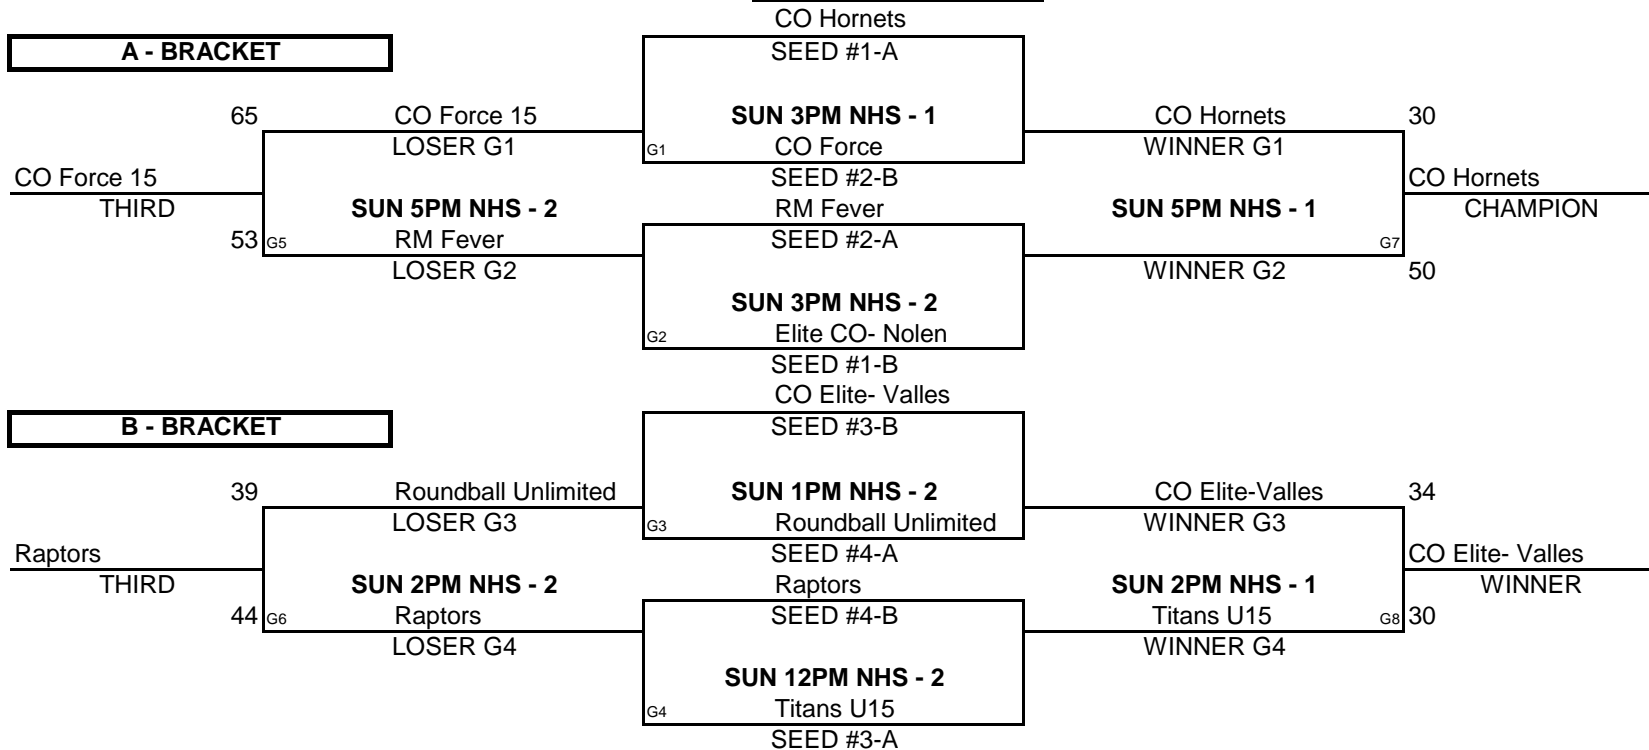 CO Hornets
A - BRACKET
SEED #1-A
65 CO Force 15 SUN 3PM NHS - 1 CO Hornets 30
LOSER G1 G1 CO Force WINNER G1
CO Force 15 SEED #2-B CO Hornets
THIRD SUN 5PM NHS - 2 RM Fever SUN 5PM NHS - 1 CHAMPION
53 G5 RM Fever SEED #2-A G7
LOSER G2 WINNER G2 50
SUN 3PM NHS - 2
G2 Elite CO- Nolen
SEED #1-B
CO Elite- Valles
B - BRACKET SEED #3-B
39 Roundball Unlimited SUN 1PM NHS - 2 CO Elite-Valles 34
LOSER G3 G3 Roundball Unlimited WINNER G3
Raptors SEED #4-A CO Elite- Valles
THIRD SUN 2PM NHS - 2 Raptors SUN 2PM NHS - 1 WINNER
44 G6 Raptors SEED #4-B Titans U15 G8 30
LOSER G4 WINNER G4
SUN 12PM NHS - 2
G4 Titans U15
SEED #3-A